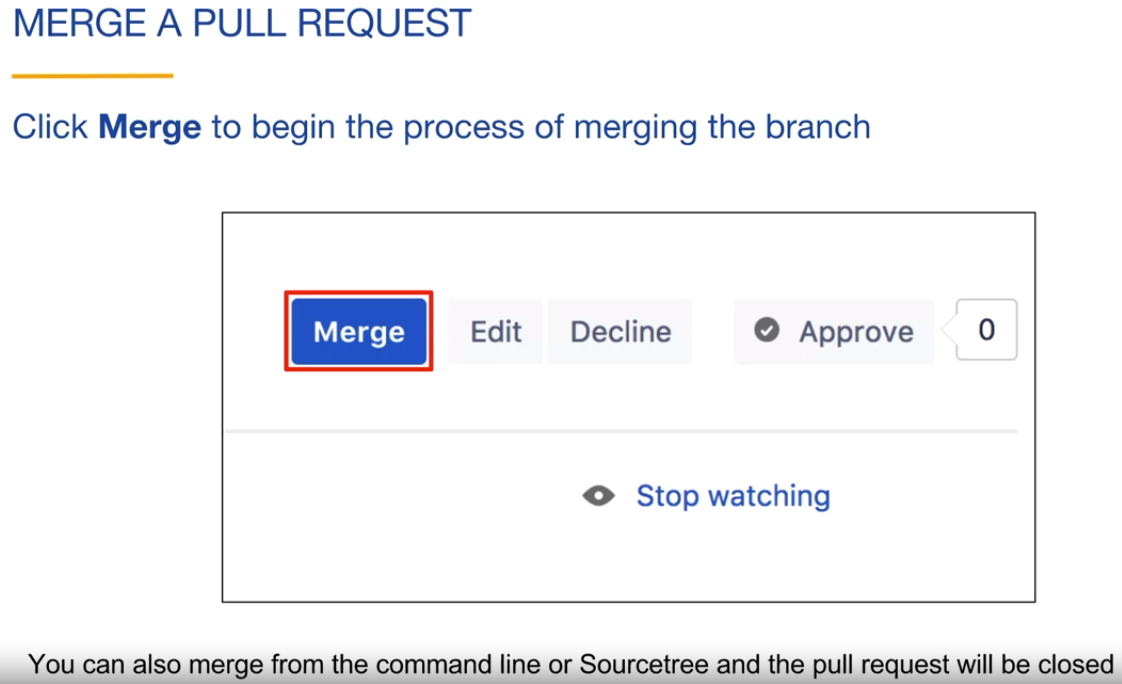 MERGE A PULL REQUEST
Click Merge to begin the process of merging the branch
Merge Edit Decline Approve 0
Stop watching
You can also merge from the command line or Sourcetree and the pull request will be closed